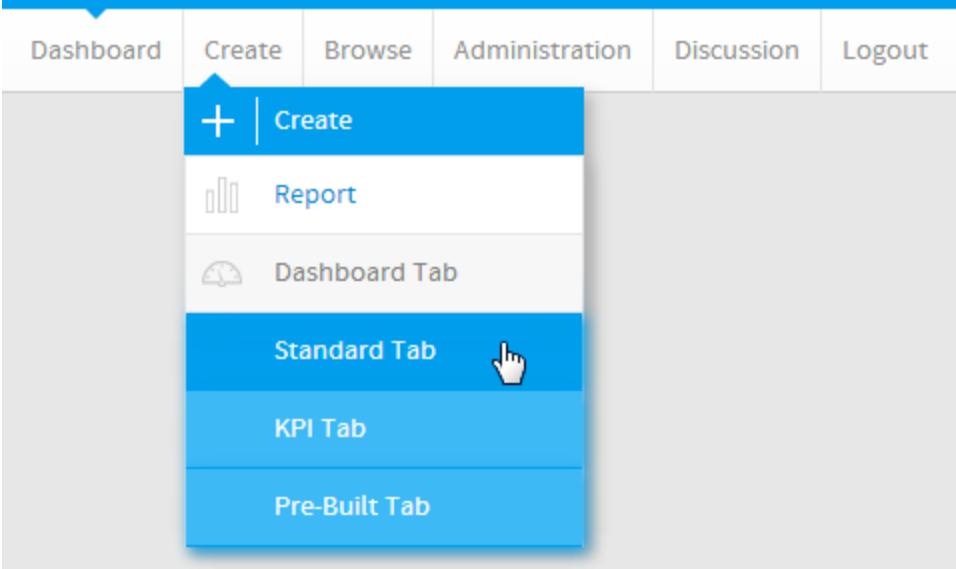 Dashboard Create Browse Administration Discussion Logout
Create
Report
Dashboard Tab
Standard Tab
KPI Tab
Pre-Built Tab